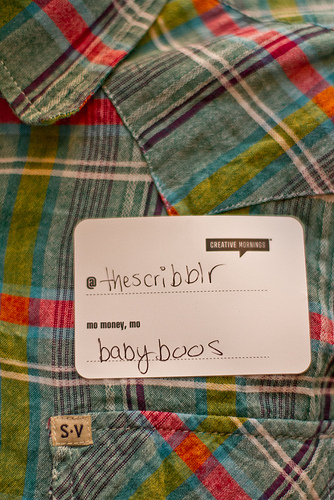 CREATIVE MORNINGS
@ thescribblr
mo money, mo
baby.boos
S·V